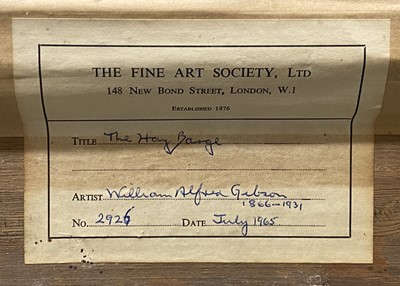 THE FINE ART SOCIETY, LTD
148 NEW BOND STREET, LONDON, W.1
ESTABLISHED 1876
TITLE The Hay Barge
ARTIST William Alfred Gibson
1866-1931
NO. 2926 DATE July 1965